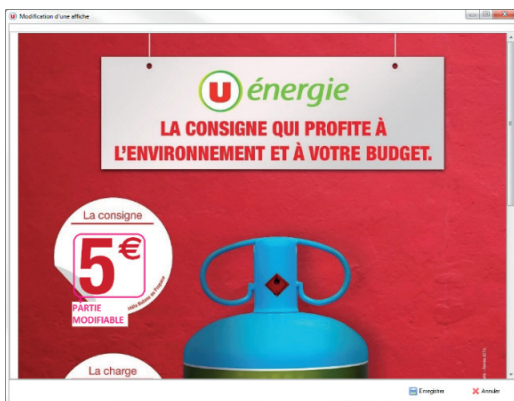 Modification d'une affiche
U énergie
LA CONSIGNE QUI PROFITE À
L'ENVIRONNEMENT ET À VOTRE BUDGET.
La consigne
5€
PARTIE
MODIFIABLE
La charge
Enregistrer
Annuler